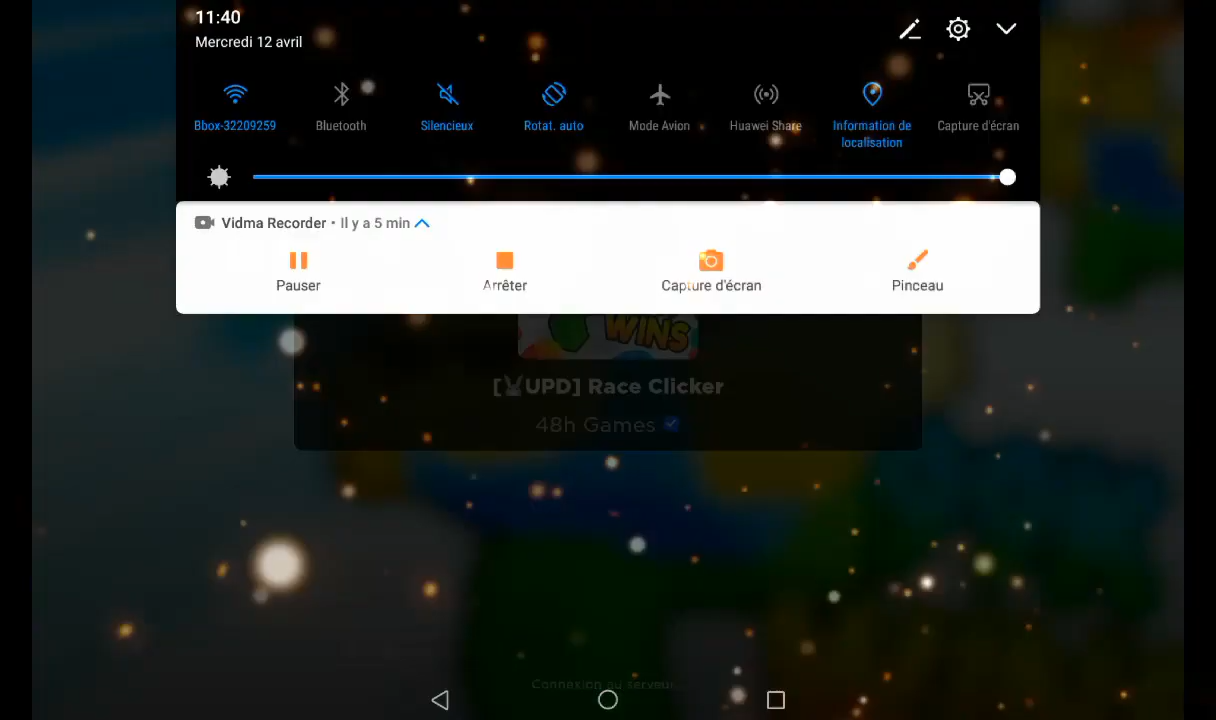 11:40
Mercredi 12 avril
Bbox-32209259
Bluetooth
Silencieux
Rotat. auto
Mode Avion
Huawei Share
Information de
localisation
Capture d'écran
Vidma Recorder • Il y a 5 min
Pauser
Arrêter
Capture d'écran
Pinceau
WINS
[🐰UPD] Race Clicker
48h Games
Connexion au serveur...